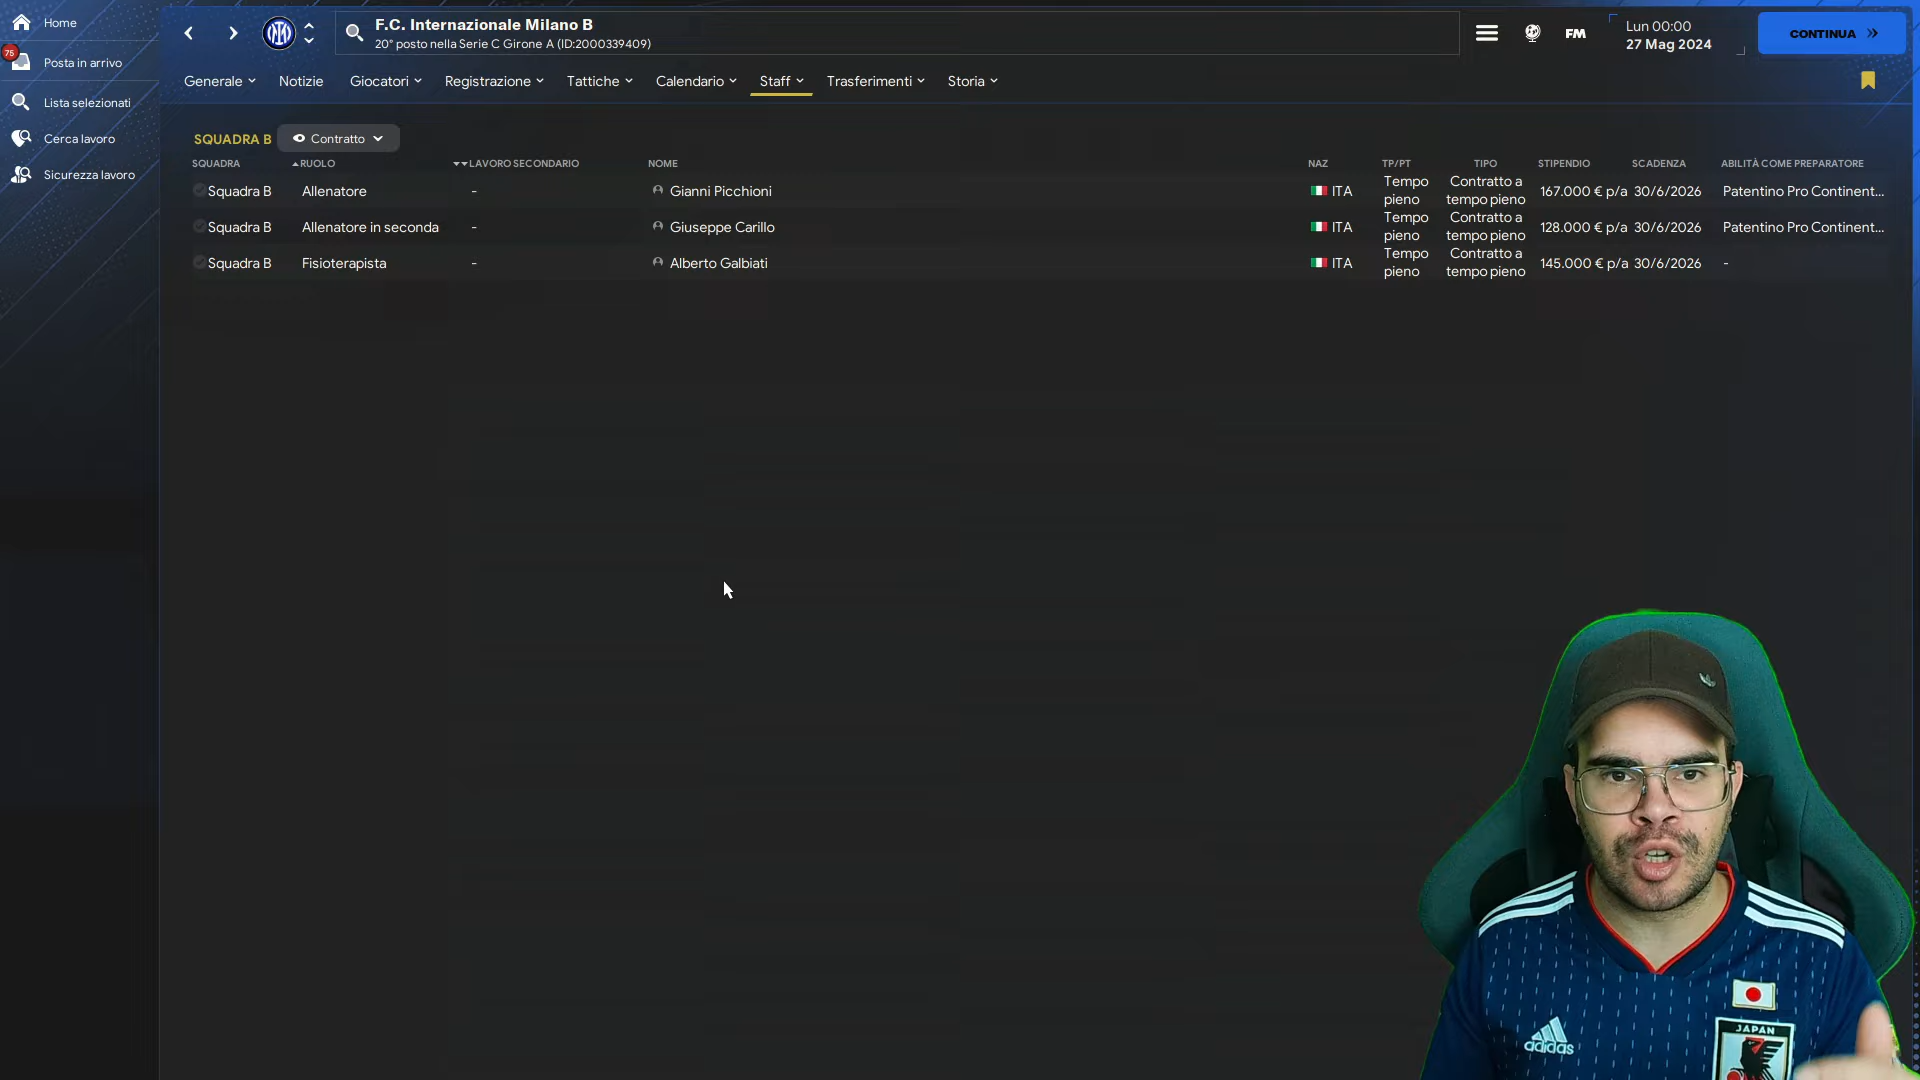 Home
75
Posta in arrivo
Lista selezionati
Cerca lavoro
Sicurezza lavoro
F.C. Internazionale Milano B
20° posto nella Serie C Girone A (ID:2000339409)
FM
Lun 00:00
27 Mag 2024
CONTINUA
Generale Notizie Giocatori Registrazione Tattiche Calendario Staff Trasferimenti Storia
SQUADRA B Contratto
SQUADRA RUOLO LAVORO SECONDARIO NOME NAZ TP/PT TIPO STIPENDIO SCADENZA ABILITÀ COME PREPARATORE
Squadra B Allenatore - Gianni Picchioni ITA Tempo pieno Contratto a tempo pieno 167.000 € p/a 30/6/2026 Patentino Pro Continent...
Squadra B Allenatore in seconda - Giuseppe Carillo ITA Tempo pieno Contratto a tempo pieno 128.000 € p/a 30/6/2026 Patentino Pro Continent...
Squadra B Fisioterapista - Alberto Galbiati ITA Tempo pieno Contratto a tempo pieno 145.000 € p/a 30/6/2026 -
adidas
JAPAN